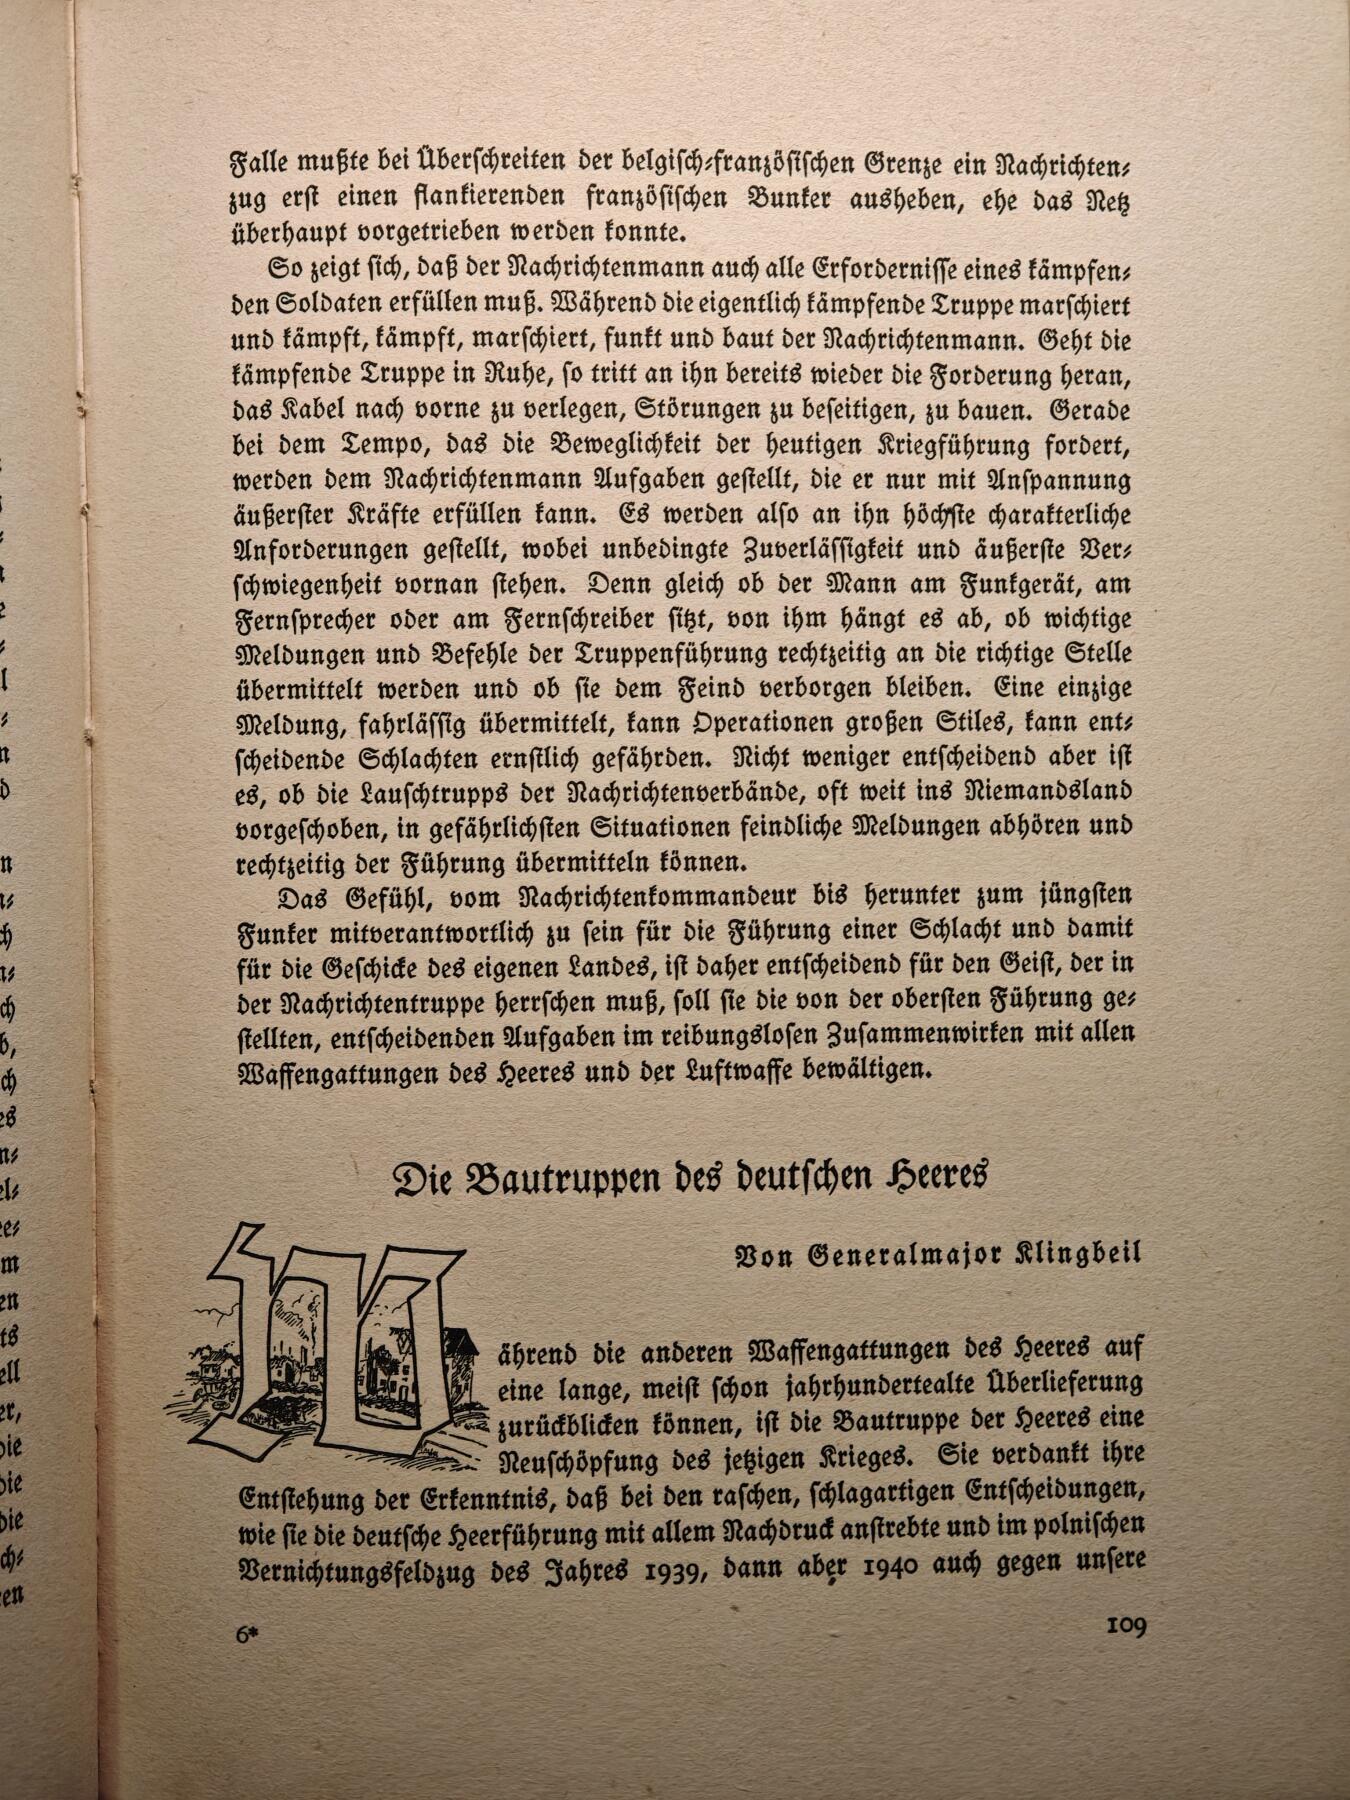 Falle mußte bei Überschreiten der belgisch-französischen Grenze ein Nachrichten-
zug erst einen flankierenden französischen Bunker ausheben, ehe das Netz
überhaupt vorgetrieben werden konnte.
So zeigt sich, daß der Nachrichtenmann auch alle Erfordernisse eines kämpfen-
den Soldaten erfüllen muß. Während die eigentlich kämpfende Truppe marschiert
und kämpft, kämpft, marschiert, funkt und baut der Nachrichtenmann. Geht die
kämpfende Truppe in Ruhe, so tritt an ihn bereits wieder die Forderung heran,
das Kabel nach vorne zu verlegen, Störungen zu beseitigen, zu bauen. Gerade
bei dem Tempo, das die Beweglichkeit der heutigen Kriegführung fordert,
werden dem Nachrichtenmann Aufgaben gestellt, die er nur mit Anspannung
äußerster Kräfte erfüllen kann. Es werden also an ihn höchste charakterliche
Anforderungen gestellt, wobei unbedingte Zuverlässigkeit und äußerste Ver-
schwiegenheit vornan stehen. Denn gleich ob der Mann am Funkgerät, am
Fernsprecher oder am Fernschreiber sitzt, von ihm hängt es ab, ob wichtige
Meldungen und Befehle der Truppenführung rechtzeitig an die richtige Stelle
übermittelt werden und ob sie dem Feind verborgen bleiben. Eine einzige
Meldung, fahrlässig übermittelt, kann Operationen großen Stiles, kann ent-
scheidende Schlachten ernstlich gefährden. Nicht weniger entscheidend aber ist
es, ob die Lauschtrupps der Nachrichtenverbände, oft weit ins Niemandsland
vorgeschoben, in gefährlichsten Situationen feindliche Meldungen abhören und
rechtzeitig der Führung übermitteln können.
Das Gefühl, vom Nachrichtenkommandeur bis herunter zum jüngsten
Funker mitverantwortlich zu sein für die Führung einer Schlacht und damit
für die Geschicke des eigenen Landes, ist daher entscheidend für den Geist, der in
der Nachrichtentruppe herrschen muß, soll sie die von der obersten Führung ge-
stellten, entscheidenden Aufgaben im reibungslosen Zusammenwirken mit allen
Waffengattungen des Heeres und der Luftwaffe bewältigen.
Die Bautruppen des deutschen Heeres
Von Generalmajor Klingbeil
Während die anderen Waffengattungen des Heeres auf
eine lange, meist schon jahrhundertealte Überlieferung
zurückblicken können, ist die Bautruppe der Heeres eine
Neuschöpfung des jetzigen Krieges. Sie verdankt ihre
Entstehung der Erkenntnis, daß bei den raschen, schlagartigen Entscheidungen,
wie sie die deutsche Heerführung mit allem Nachdruck anstrebte und im polnischen
Vernichtungsfeldzug des Jahres 1939, dann aber 1940 auch gegen unsere
6* 109